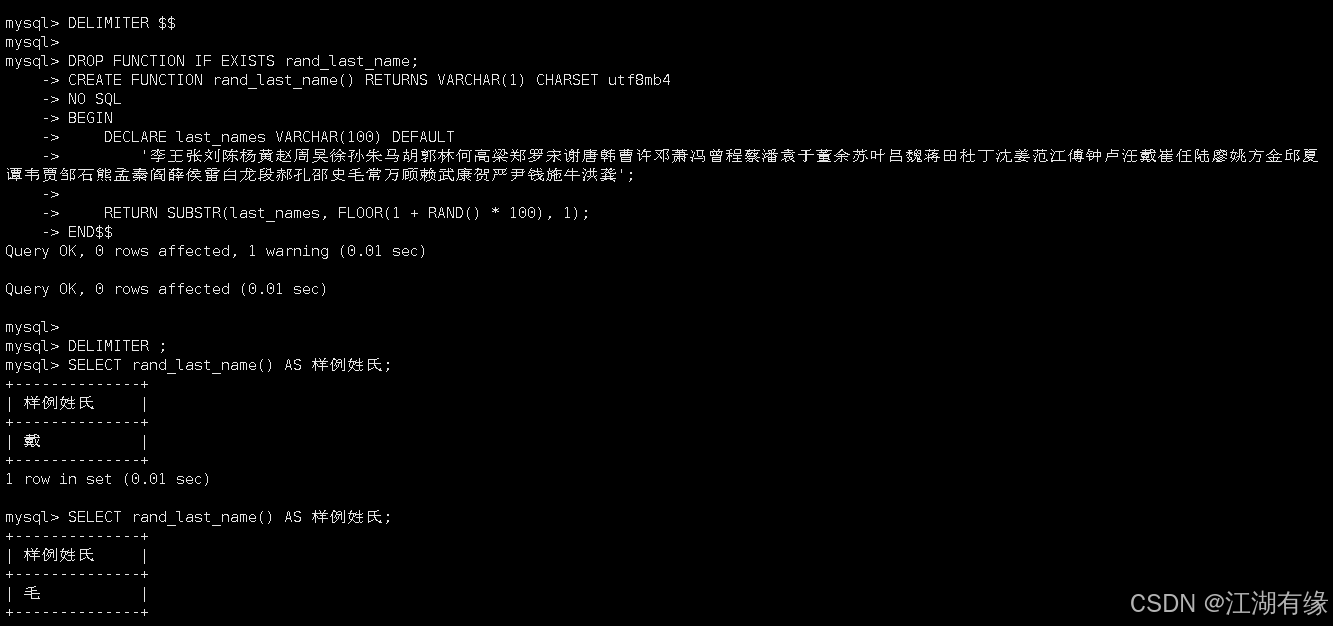 mysql> DELIMITER $$
mysql>
mysql> DROP FUNCTION IF EXISTS rand_last_name;
    -> CREATE FUNCTION rand_last_name() RETURNS VARCHAR(1) CHARSET utf8mb4
    -> NO SQL
    -> BEGIN
    ->     DECLARE last_names VARCHAR(100) DEFAULT
    ->         '李王张刘陈杨黄赵周吴徐孙朱马胡郭林何高梁郑罗宋谢唐韩曹许邓萧冯曾程蔡潘袁于董余苏叶吕魏蒋田杜丁沈姜范江傅钟卢汪戴崔任陆廖姚方金邱夏
谭韦贾邹石熊孟秦阎薛侯雷白龙段郝孔邵史毛常万顾赖武康贺严尹钱施牛洪龚';
    ->
    ->     RETURN SUBSTR(last_names, FLOOR(1 + RAND() * 100), 1);
    -> END$$
Query OK, 0 rows affected, 1 warning (0.01 sec)
Query OK, 0 rows affected (0.01 sec)
mysql>
mysql> DELIMITER ;
mysql> SELECT rand_last_name() AS 样例姓氏;
+--------------+
| 样例姓氏     |
+--------------+
| 戴           |
+--------------+
1 row in set (0.01 sec)
mysql> SELECT rand_last_name() AS 样例姓氏;
+--------------+
| 样例姓氏     |
+--------------+
| 毛           |
+--------------+
CSDN @江湖有缘